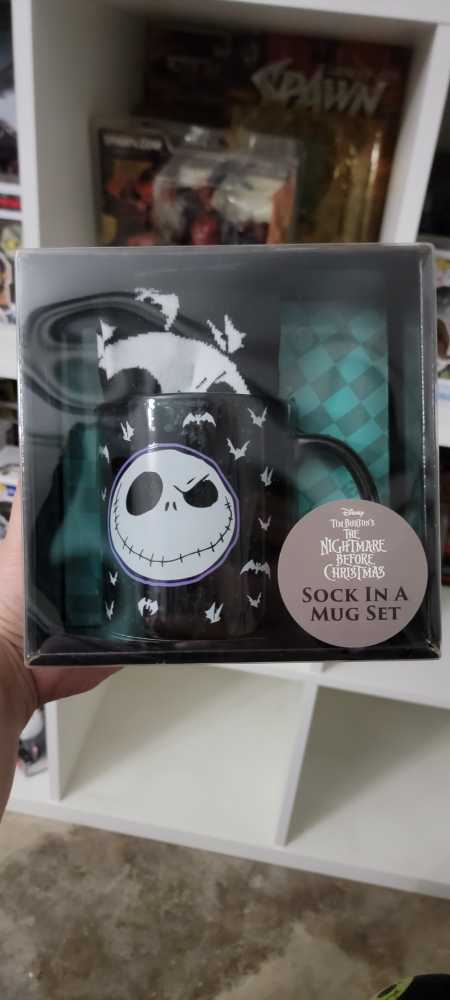 SPAWN
Disney
Tim Burton's
THE
NIGHTMARE
BEFORE
CHRISTMAS
SOCK IN A
MUG SET